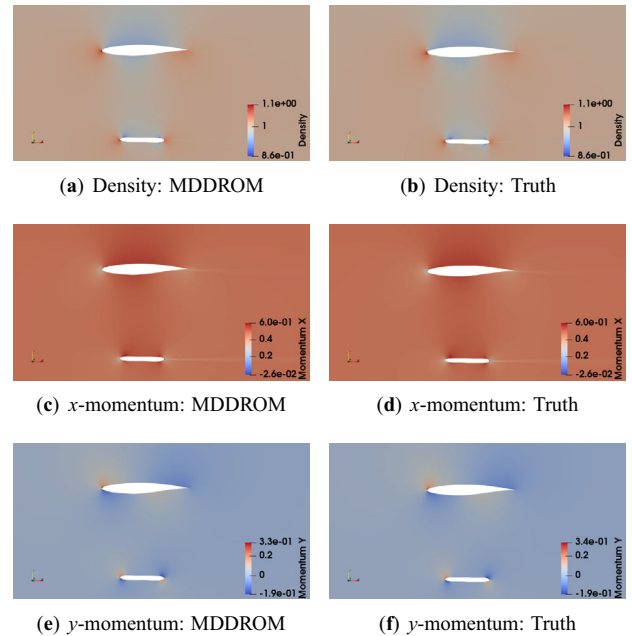 1.1e+00
1
8.6e-01
Density
1.1e+00
1
8.6e-01
Density
(a) Density: MDDROM
(b) Density: Truth
6.0e-01
0.4
0.2
-2.6e-02
Momentum X
6.0e-01
0.4
0.2
-2.6e-02
Momentum X
(c) x-momentum: MDDROM
(d) x-momentum: Truth
3.3e-01
0.2
0
-1.9e-01
Momentum Y
3.3e-01
0.2
0
-1.9e-01
Momentum Y
(e) y-momentum: MDDROM
(f) y-momentum: Truth